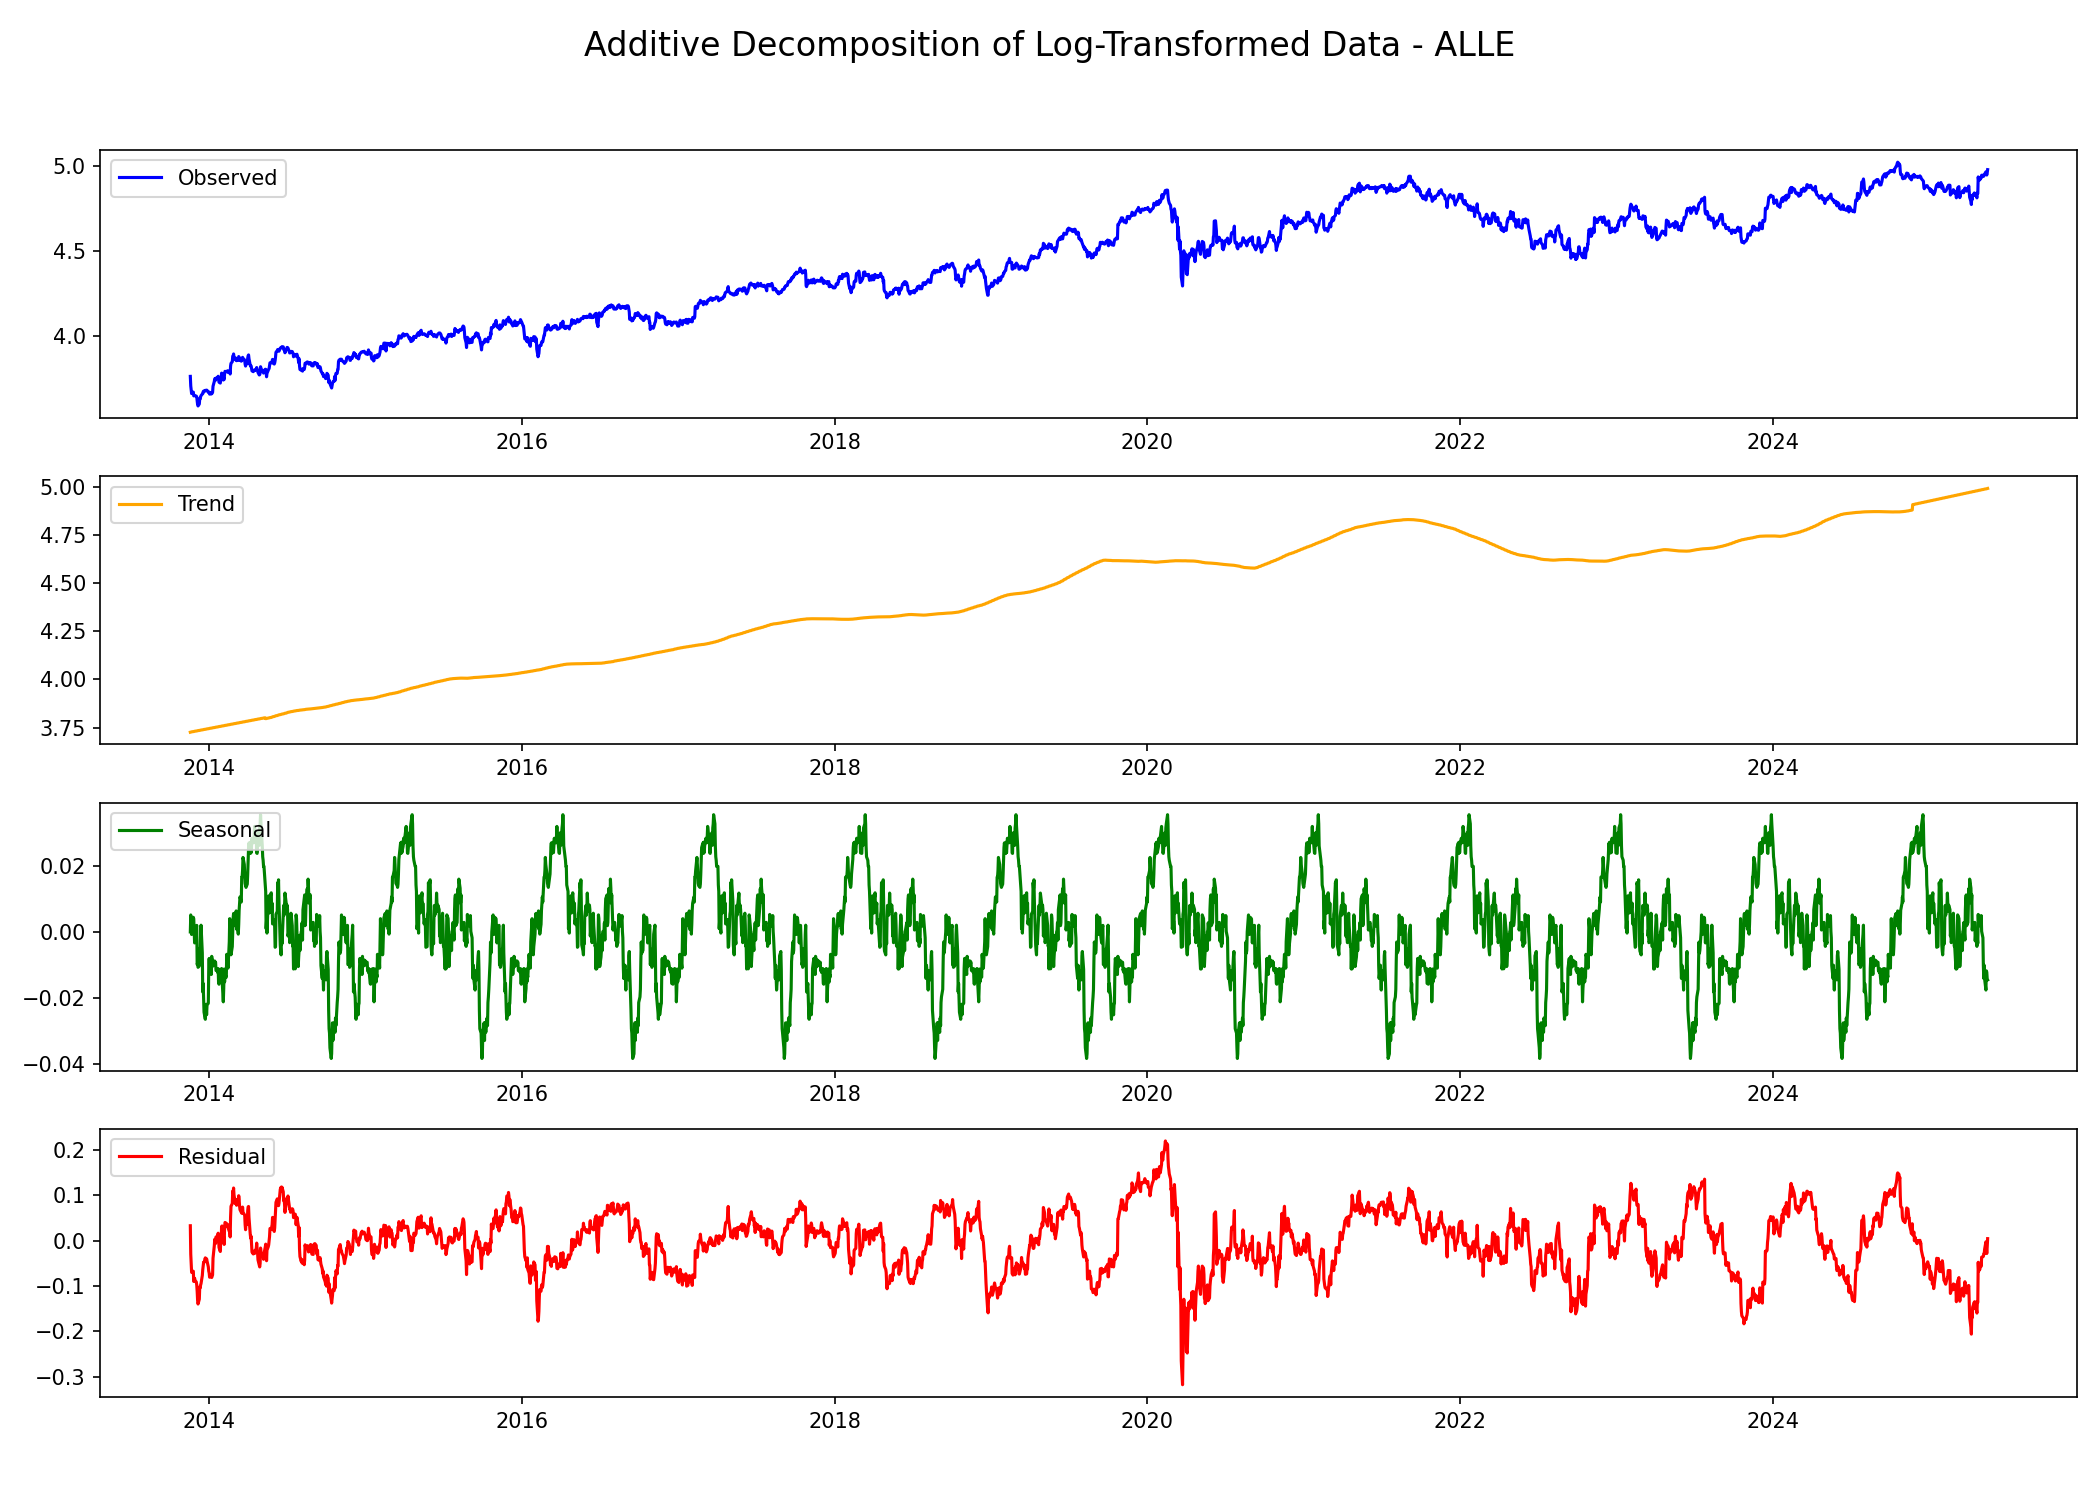 Additive Decomposition of Log-Transformed Data - ALLE
Observed
5.0
4.5
4.0
2014 2016 2018 2020 2022 2024
Trend
5.00
4.75
4.50
4.25
4.00
3.75
2014 2016 2018 2020 2022 2024
Seasonal
0.02
0.00
−0.02
−0.04
2014 2016 2018 2020 2022 2024
Residual
0.2
0.1
0.0
−0.1
−0.2
−0.3
2014 2016 2018 2020 2022 2024